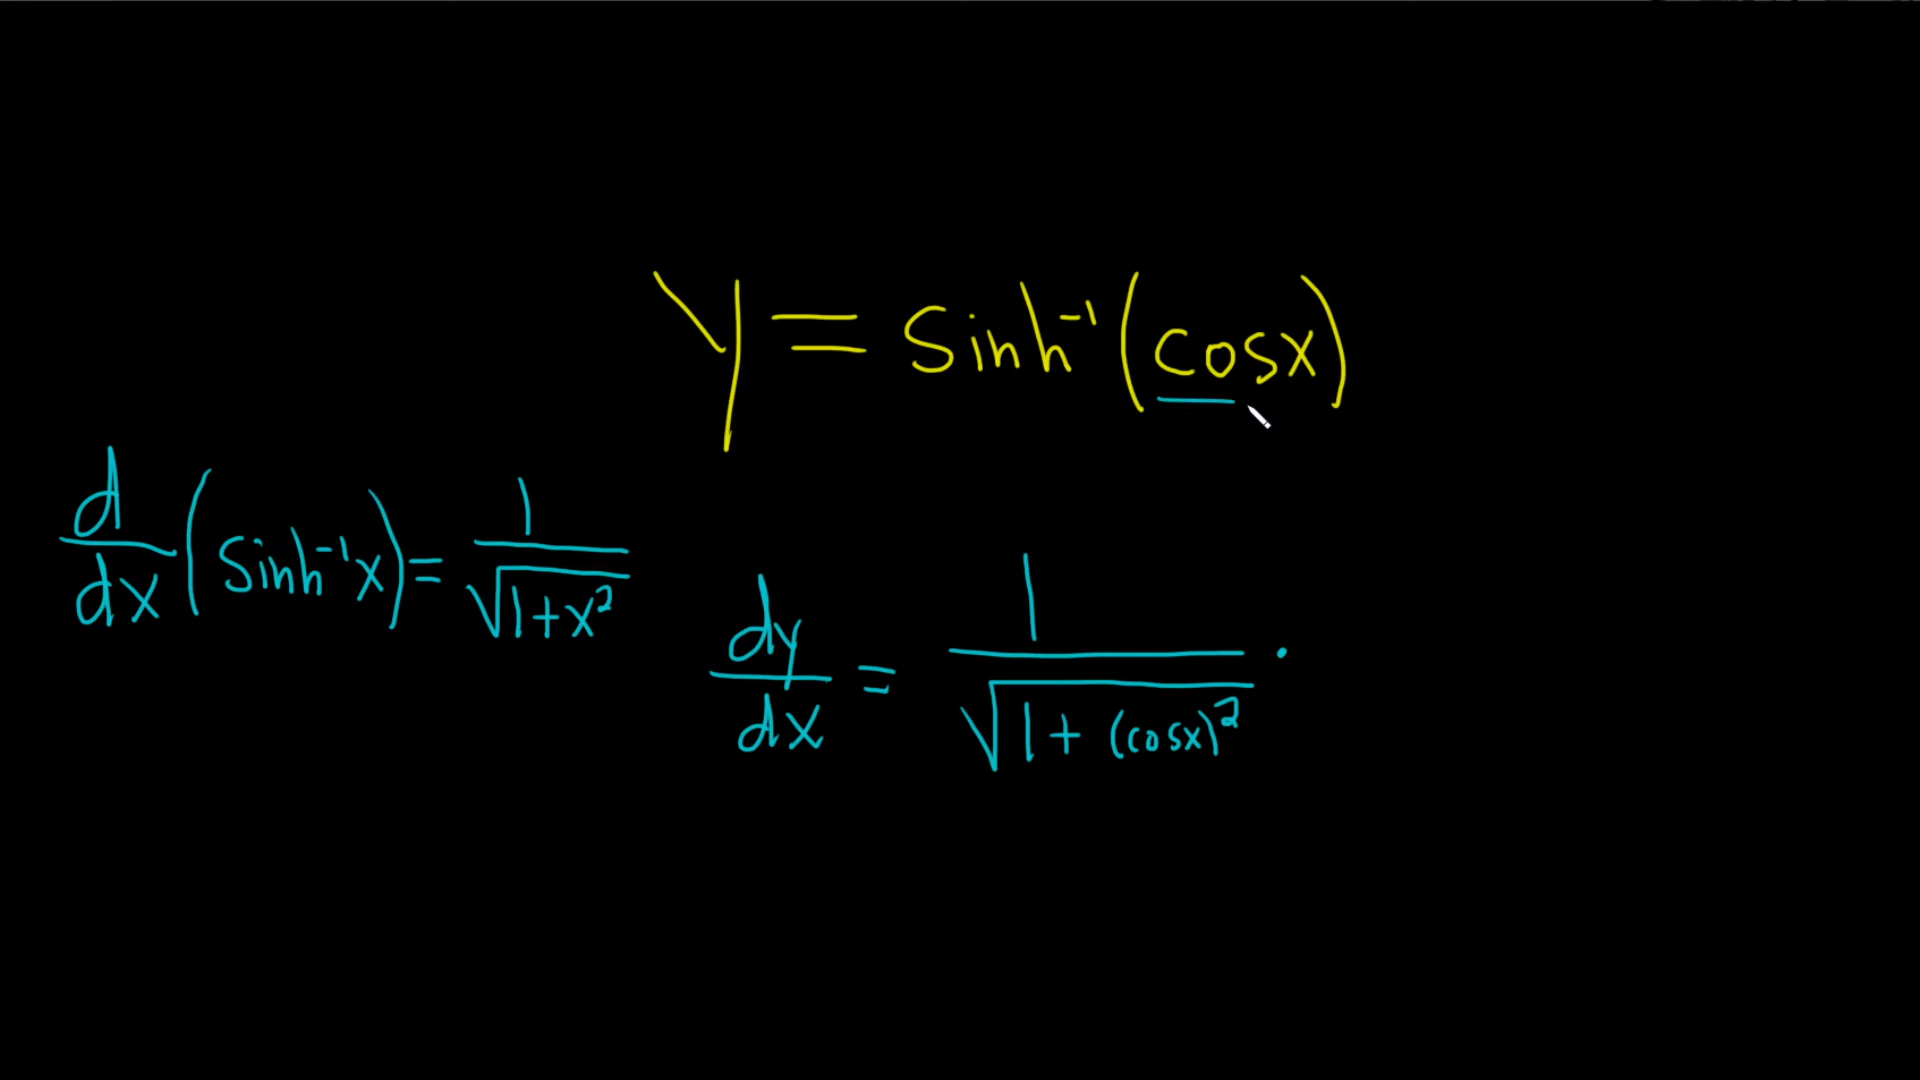 y = sinh⁻¹(cosx)
d/dx (sinh⁻¹x) = 1/√(1+x²)
dy/dx = 1/√(1+(cosx)²) ·